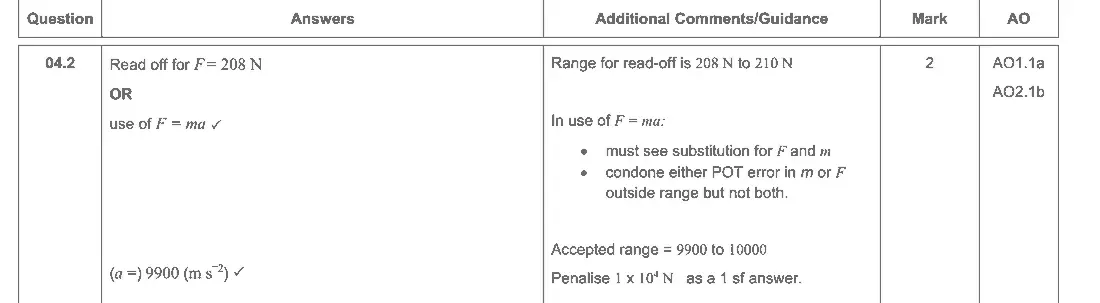 Question Answers Additional Comments/Guidance Mark AO
04.2 Read off for F = 208 N Range for read-off is 208 N to 210 N 2 AO1.1a
OR AO2.1b
use of F = ma ✓ In use of F = ma:
• must see substitution for F and m
• condone either POT error in m or F
outside range but not both.
Accepted range = 9900 to 10000
(a =) 9900 (m s⁻²) ✓ Penalise 1 x 10⁴ N as a 1 sf answer.